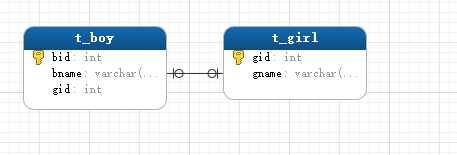 t_boy
bid: int
bname: varchar(...
gid: int
t_girl
gid: int
gname: varchar(...